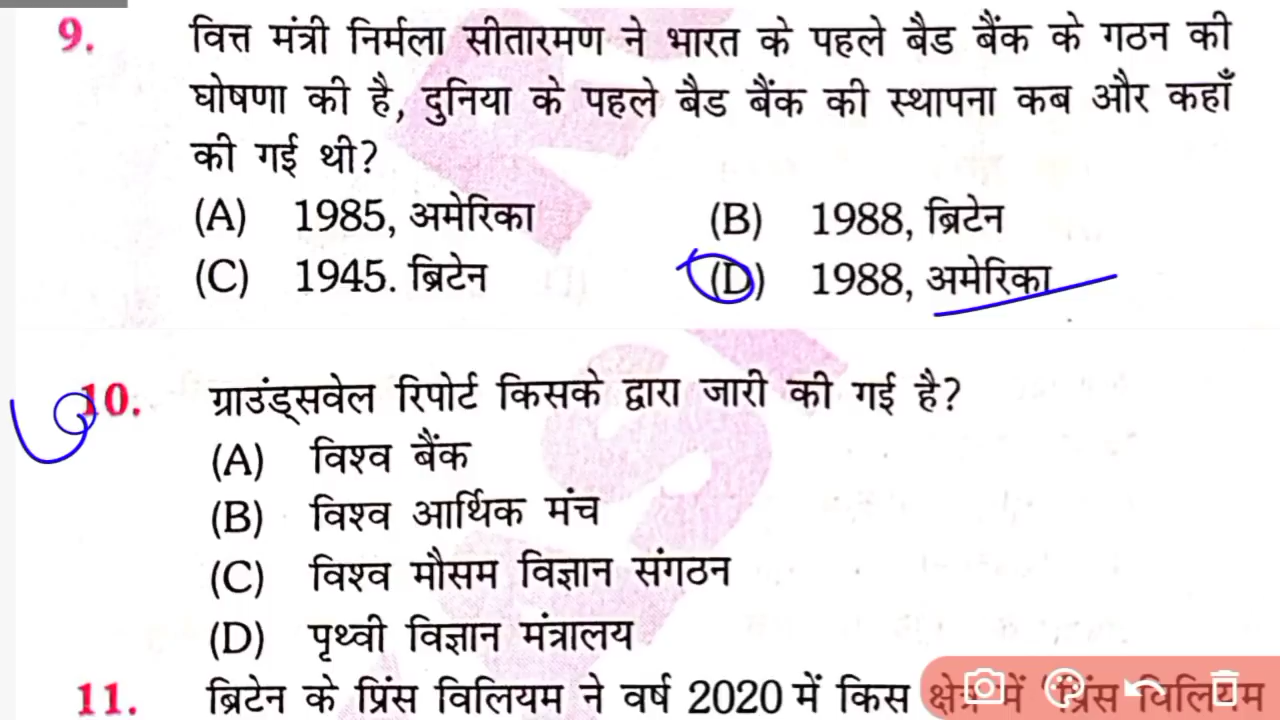 9. वित्त मंत्री निर्मला सीतारमण ने भारत के पहले बैड बैंक के गठन की
घोषणा की है, दुनिया के पहले बैड बैंक की स्थापना कब और कहाँ
की गई थी?
(A) 1985, अमेरिका (B) 1988, ब्रिटेन
(C) 1945. ब्रिटेन (D) 1988, अमेरिका
10. ग्राउंड्सवेल रिपोर्ट किसके द्वारा जारी की गई है?
(A) विश्व बैंक
(B) विश्व आर्थिक मंच
(C) विश्व मौसम विज्ञान संगठन
(D) पृथ्वी विज्ञान मंत्रालय
11. ब्रिटेन के प्रिंस विलियम ने वर्ष 2020 में किस क्षेत्र में 'प्रिंस विलियम